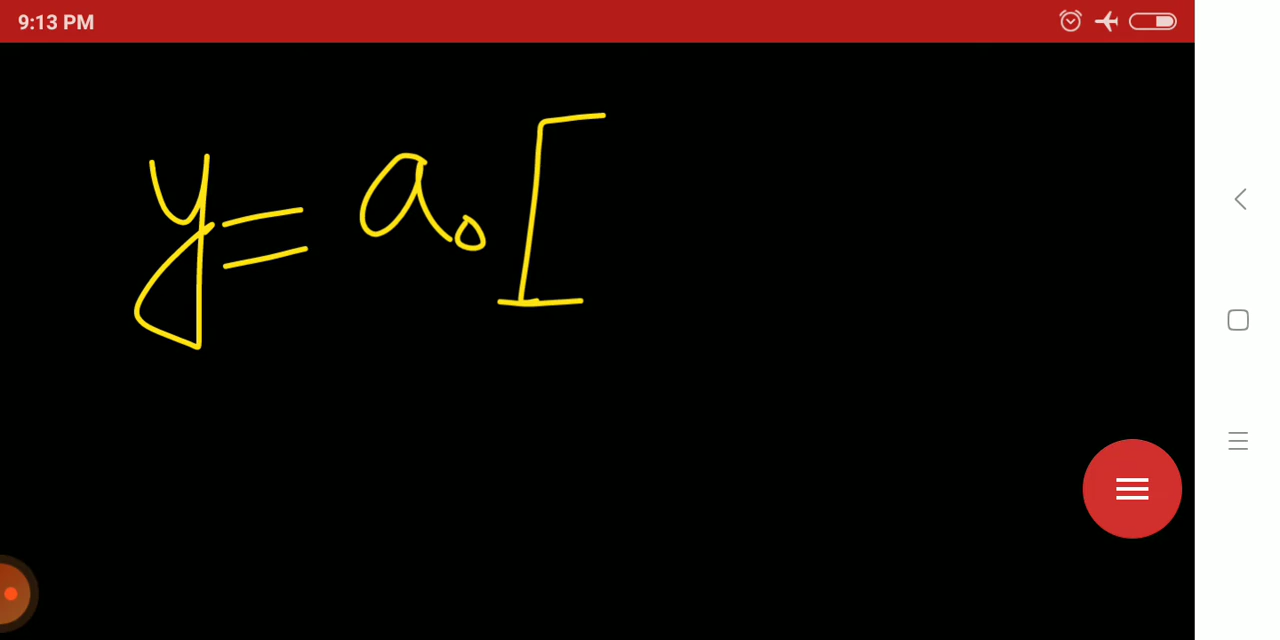 9:13 PM
y = a₀ [